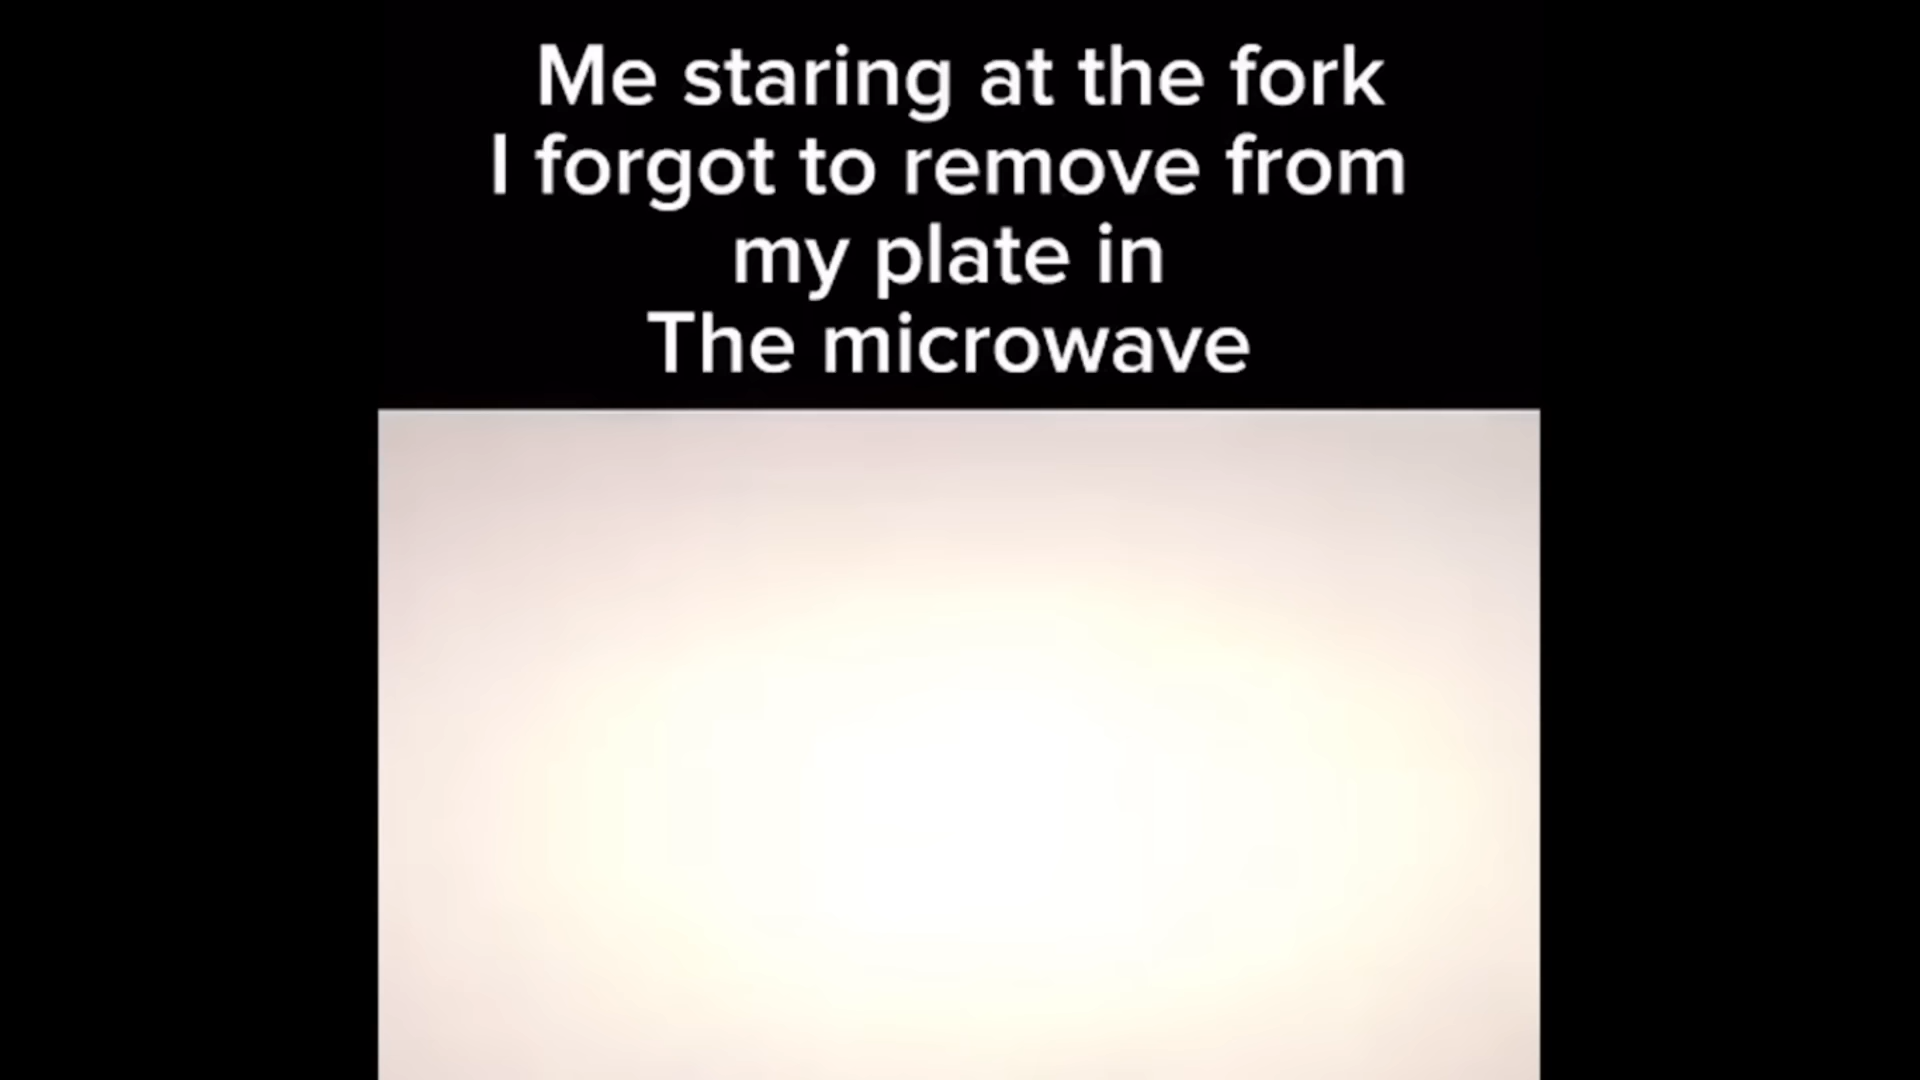 Me staring at the fork
I forgot to remove from
my plate in
The microwave